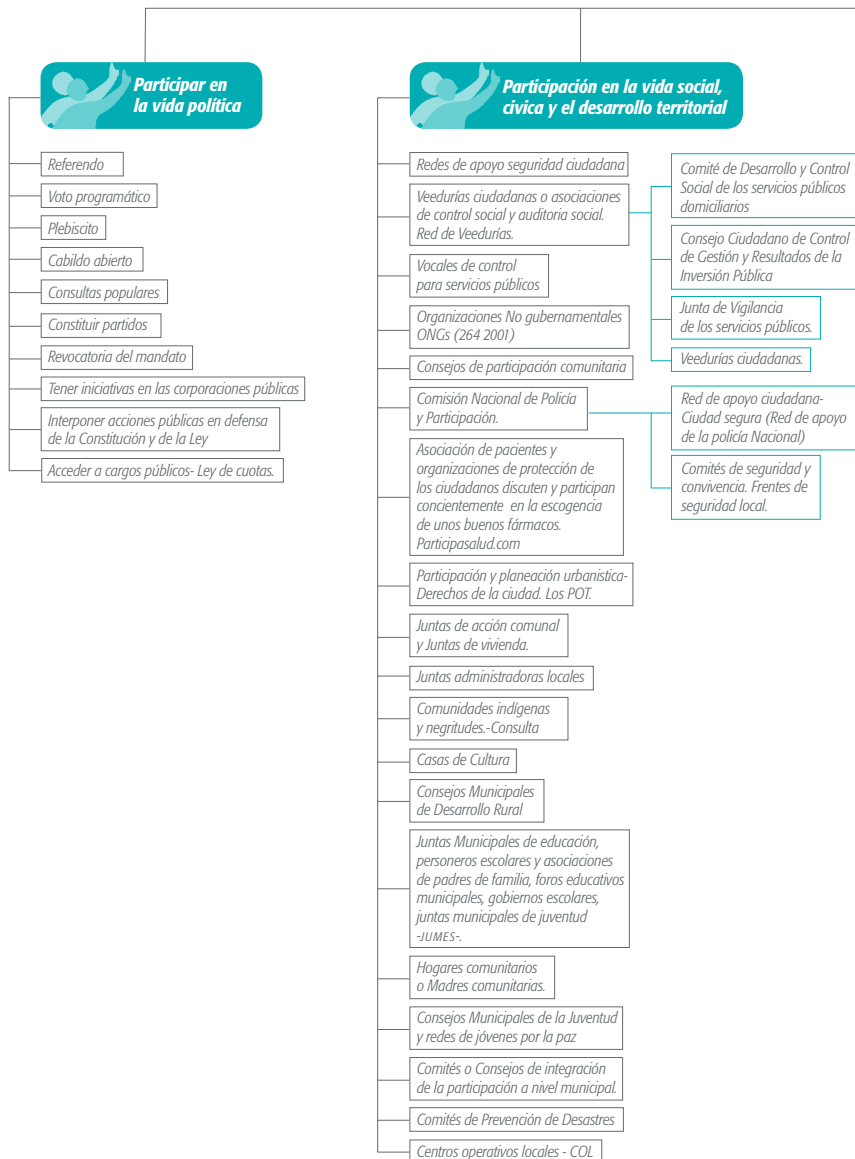 Participar en
la vida política
Referendo
Voto programático
Plebiscito
Cabildo abierto
Consultas populares
Constituir partidos
Revocatoria del mandato
Tener iniciativas en las corporaciones públicas
Interponer acciones públicas en defensa
de la Constitución y de la Ley
Acceder a cargos públicos- Ley de cuotas.
Participación en la vida social,
cívica y el desarrollo territorial
Redes de apoyo seguridad ciudadana
Veedurías ciudadanas o asociaciones
de control social y auditoria social.
Red de Veedurías.
Comité de Desarrollo y Control
Social de los servicios públicos
domiciliarios
Consejo Ciudadano de Control
de Gestión y Resultados de la
Inversión Pública
Junta de Vigilancia
de los servicios públicos.
Veedurías ciudadanas.
Vocales de control
para servicios públicos
Organizaciones No gubernamentales
ONGs (264 2001)
Consejos de participación comunitaria
Comisión Nacional de Policía
y Participación.
Red de apoyo ciudadana-
Ciudad segura (Red de apoyo
de la policía Nacional)
Comités de seguridad y
convivencia. Frentes de
seguridad local.
Asociación de pacientes y
organizaciones de protección de
los ciudadanos discuten y participan
concientemente en la escogencia
de unos buenos fármacos.
Participasalud.com
Participación y planeación urbanistica-
Derechos de la ciudad. Los POT.
Juntas de acción comunal
y Juntas de vivienda.
Juntas administradoras locales
Comunidades indígenas
y negritudes.-Consulta
Casas de Cultura
Consejos Municipales
de Desarrollo Rural
Juntas Municipales de educación,
personeros escolares y asociaciones
de padres de familia, foros educativos
municipales, gobiernos escolares,
juntas municipales de juventud
-JUMES-.
Hogares comunitarios
o Madres comunitarias.
Consejos Municipales de la Juventud
y redes de jóvenes por la paz
Comités o Consejos de integración
de la participación a nivel municipal.
Comités de Prevención de Desastres
Centros operativos locales - COL